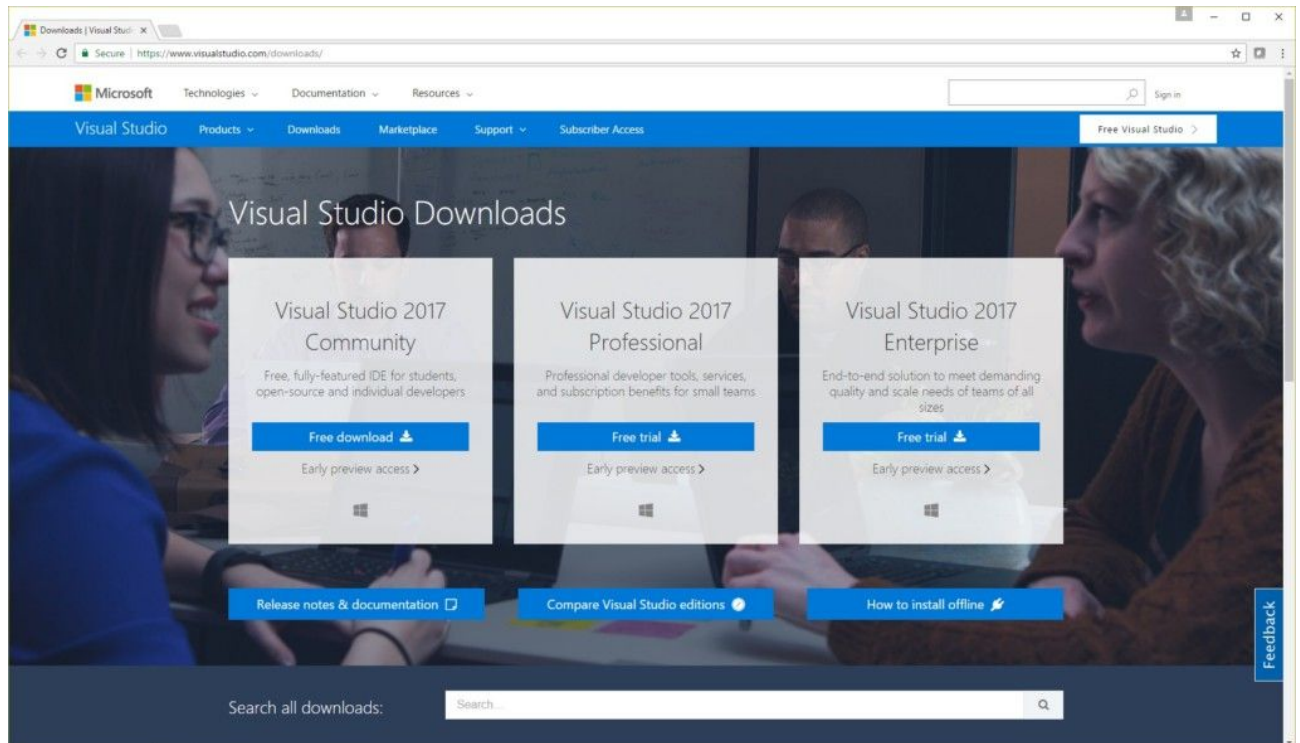 Downloads | Visual Studi
Secure | https://www.visualstudio.com/downloads/
Microsoft Technologies Documentation Resources Sign in
Visual Studio Products Downloads Marketplace Support Subscriber Access Free Visual Studio
Visual Studio Downloads
Visual Studio 2017
Community
Free, fully-featured IDE for students,
open-source and individual developers
Free download
Early preview access
Visual Studio 2017
Professional
Professional developer tools, services,
and subscription benefits for small teams
Free trial
Early preview access
Visual Studio 2017
Enterprise
End-to-end solution to meet demanding
quality and scale needs of teams of all
sizes
Free trial
Early preview access
Release notes & documentation
Compare Visual Studio editions
How to install offline
Feedback
Search all downloads: Search...